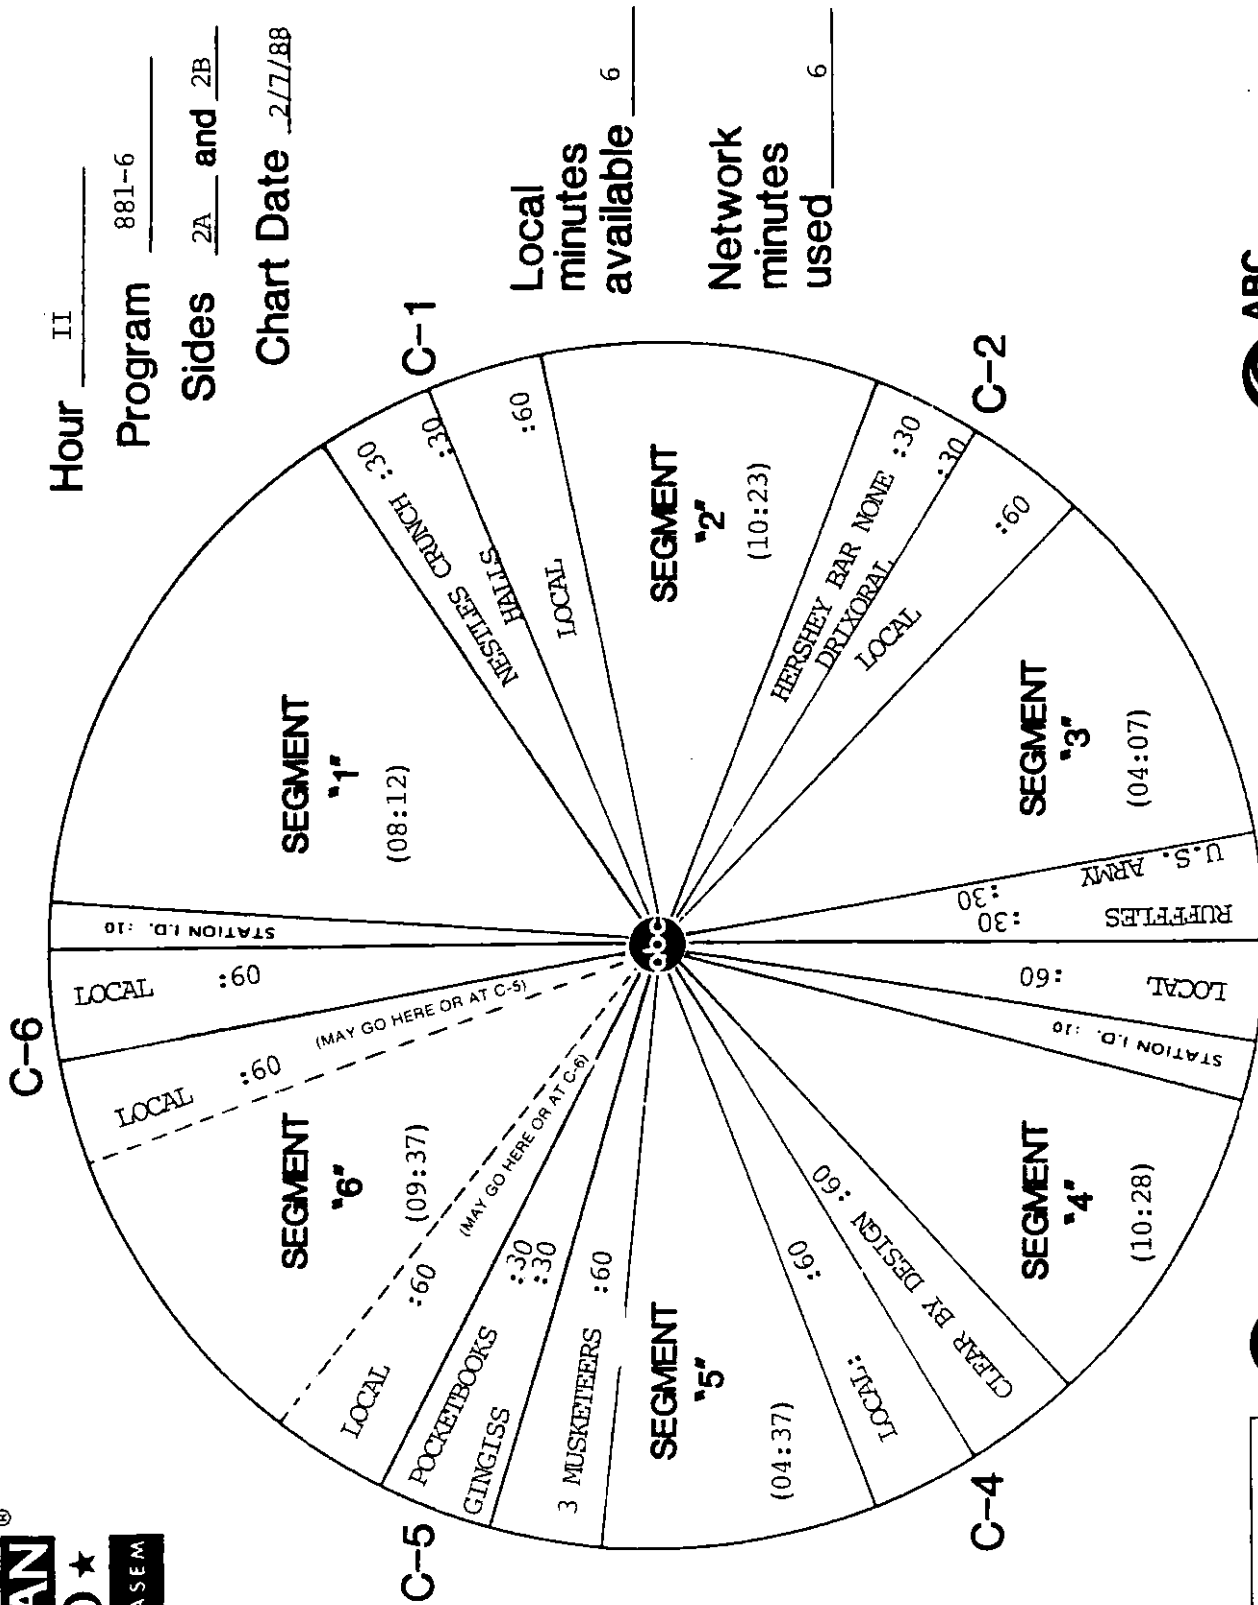 Hour II
Program 881-6
Sides 2A and 2B
Chart Date 2/7/88
Local
minutes
available 6
Network
minutes
used 6
SEGMENT
"1"
(08:12)
C-1
NESTLES CRUNCH :30
HALLS :30
LOCAL :60
SEGMENT
"2"
(10:23)
C-2
HERSHEY BAR NONE :30
DRIXORAL :30
LOCAL :60
SEGMENT
"3"
(04:07)
U.S. ARMY :30
RUFFLES :30
LOCAL :60
STATION I.D. :10
SEGMENT
"4"
(10:28)
C-4
CLEAR BY DESIGN :60
LOCAL: :60
SEGMENT
"5"
(04:37)
C-5
3 MUSKETEERS :60
GINGISS :30
POCKETBOOKS :30
LOCAL :60
(MAY GO HERE OR AT C-6)
SEGMENT
"6"
(09:37)
C-6
LOCAL :60
(MAY GO HERE OR AT C-5)
LOCAL :60
STATION I.D. :10
abc
ABC
AN ®
ASEM